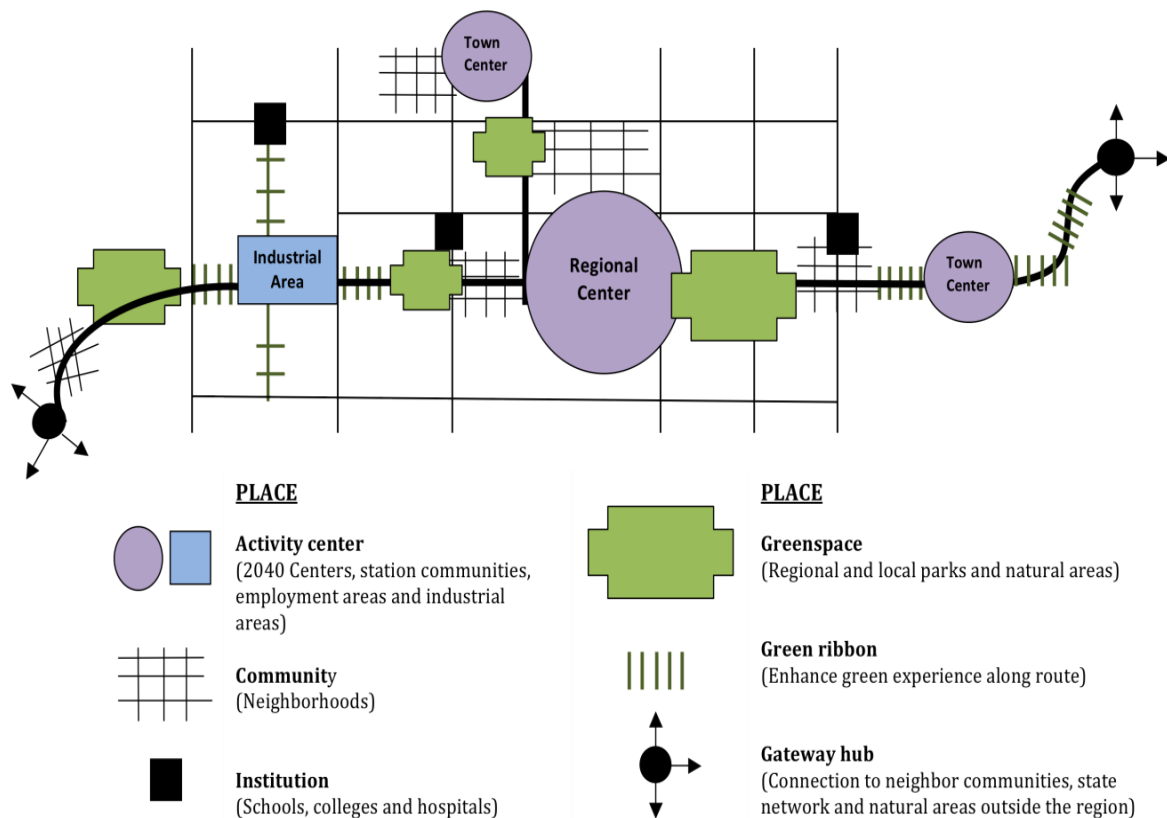 Town
Center
Industrial
Area
Regional
Center
Town
Center
PLACE
Activity center
(2040 Centers, station communities,
employment areas and industrial
areas)
Community
(Neighborhoods)
Institution
(Schools, colleges and hospitals)
PLACE
Greenspace
(Regional and local parks and natural areas)
Green ribbon
(Enhance green experience along route)
Gateway hub
(Connection to neighbor communities, state
network and natural areas outside the region)